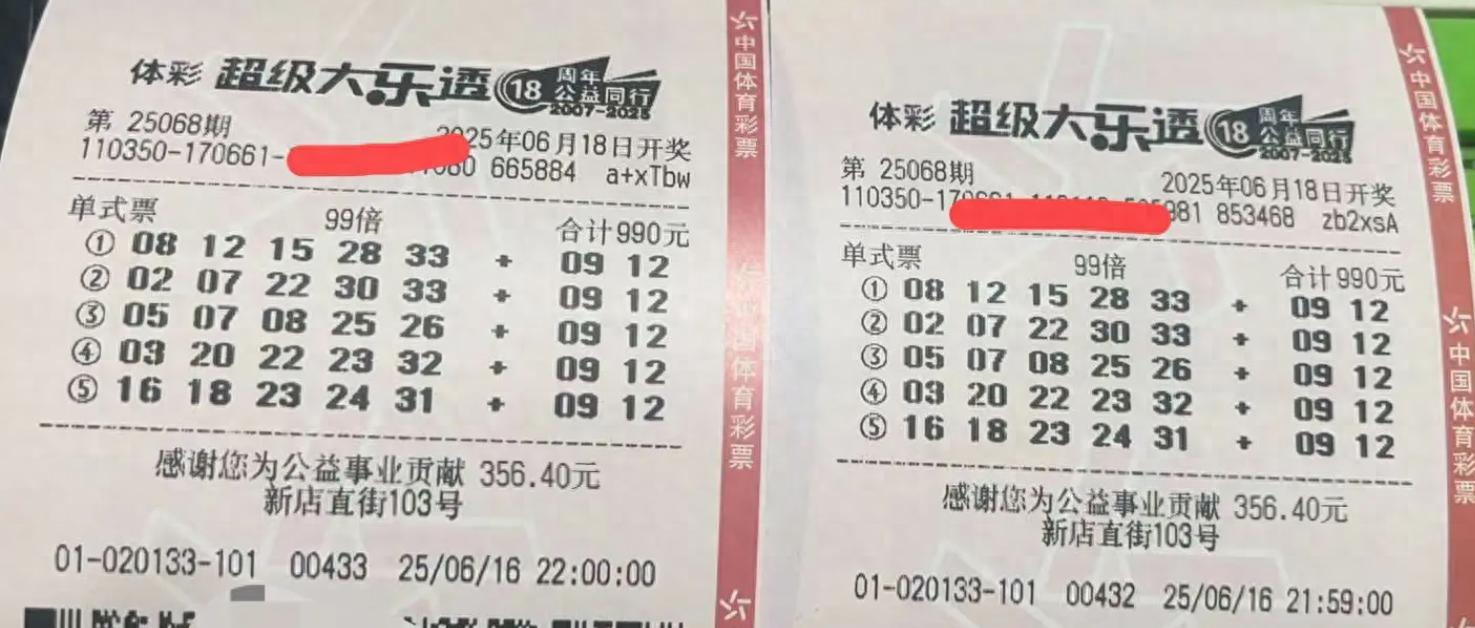 体彩 超级大乐透 18 周年 公益同行 2007-2025
第 25068期
2025年06月18日开奖
110350-170661- 665884 a+xTbw
单式票 99倍 合计990元
① 08 12 15 28 33 + 09 12
② 02 07 22 30 33 + 09 12
③ 05 07 08 25 26 + 09 12
④ 03 20 22 23 32 + 09 12
⑤ 16 18 23 24 31 + 09 12
感谢您为公益事业贡献 356.40元
新店直街103号
01-020133-101 00433 25/06/16 22:00:00
中国体育彩票
中国体育彩票
体彩 超级大乐透 18 周年 公益同行 2007-2025
第 25068期
2025年06月18日开奖
110350-17 981 853468 zb2xsA
单式票 99倍 合计990元
① 08 12 15 28 33 + 09 12
② 02 07 22 30 33 + 09 12
③ 05 07 08 25 26 + 09 12
④ 03 20 22 23 32 + 09 12
⑤ 16 18 23 24 31 + 09 12
感谢您为公益事业贡献 356.40元
新店直街103号
01-020133-101 00432 25/06/16 21:59:00
中国体育彩票
中国体育彩票